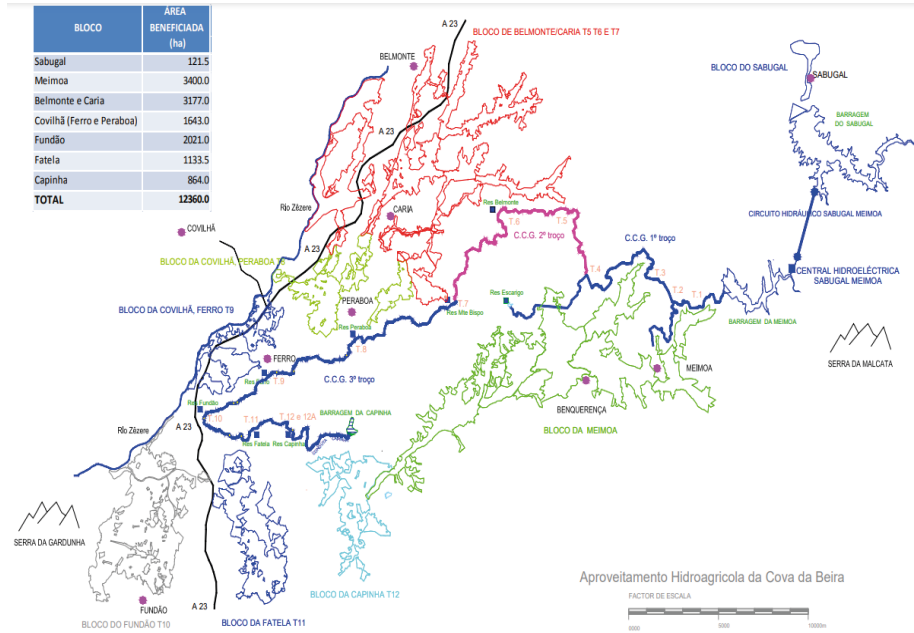 BLOCO ÁREA BENEFICIADA (ha)
Sabugal 121.5
Meimoa 3400.0
Belmonte e Caria 3177.0
Covilhã (Ferro e Peraboa) 1643.0
Fundão 2021.0
Fatela 1133.5
Capinha 864.0
TOTAL 12360.0
A 23
BLOCO DE BELMONTE/CARIA T5 T6 E T7
BELMONTE
BLOCO DO SABUGAL
SABUGAL
BARRAGEM
DO SABUGAL
A 23
RIo Zêzere
CARIA
Res Belmonte
T.6
T.5
CIRCUITO HIDRÁULICO SABUGAL MEIMOA
COVILHÃ
A 23
C.C.G. 2º troço
C.C.G. 1º troço
BLOCO DA COVILHÃ, PERABOA
T.4
T.3
CENTRAL HIDROELÉCTRICA
SABUGAL MEIMOA
T.2
T.1
PERABOA
Res Escarigo
BLOCO DA COVILHÃ, FERRO T9
T.7
Res Mte Bispo
BARRAGEM DA MEIMOA
Res Peraboa
T.8
FERRO
SERRA DA MALCATA
MEIMOA
T.9
C.C.G. 3º troço
BENQUERENÇA
Res Fundão
T.10
T.11
T.12 e 12A
BARRAGEM DA CAPINHA
A 23
RIo Zêzere
Res Fatela
Res Capinha
BLOCO DA MEIMOA
SERRA DA GARDUNHA
Aproveitamento Hidroagricola da Cova da Beira
BLOCO DA CAPINHA T12
FACTOR DE ESCALA
FUNDÃO
A 23
BLOCO DO FUNDÃO T10
BLOCO DA FATELA T11
5000
10000m